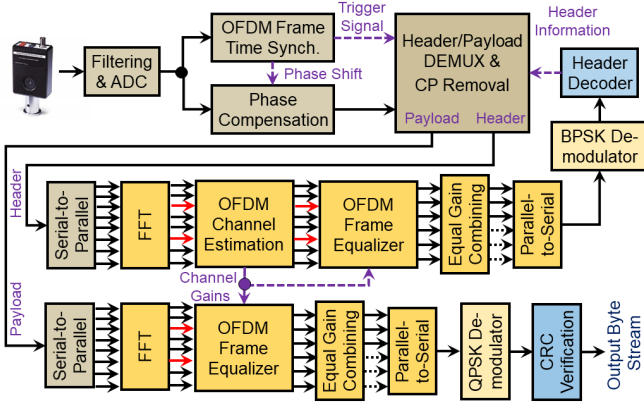 Filtering
& ADC
OFDM Frame
Time Synch.
Trigger
Signal
Phase Shift
Phase
Compensation
Header/Payload
DEMUX &
CP Removal
Payload
Header
Header
Information
Header
Decoder
BPSK De-
modulator
Header
Serial-to-
Parallel
FFT
OFDM
Channel
Estimation
OFDM
Frame
Equalizer
Equal Gain
Combining
Parallel-
to-Serial
Channel
Gains
Payload
Serial-to-
Parallel
FFT
OFDM
Frame
Equalizer
Equal Gain
Combining
Parallel-
to-Serial
QPSK De-
modulator
CRC
Verification
Output Byte
Stream